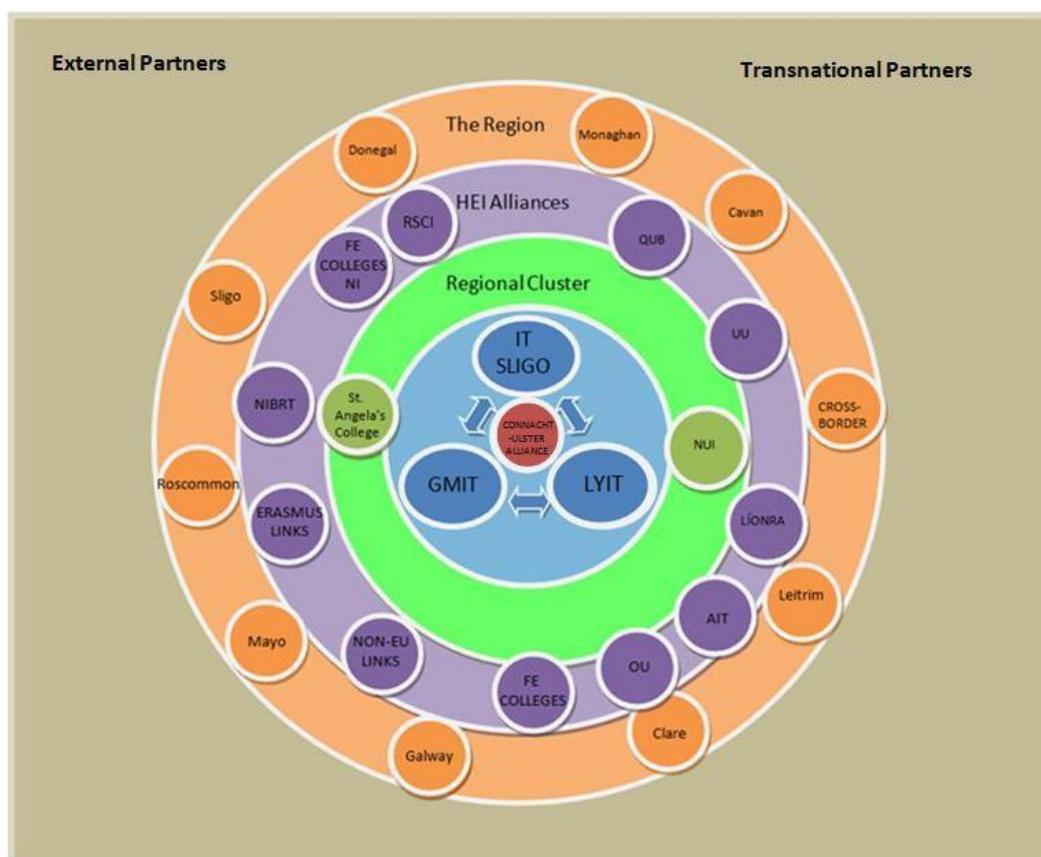 External Partners
Transnational Partners
The Region
Monaghan
Donegal
HEI Alliances
Cavan
RSCI
QUB
FE
COLLEGES
NI
Regional Cluster
Sligo
UU
IT
SLIGO
NIBRT
St.
Angela's
College
CONNACHT
-ULSTER
ALLIANCE
NUI
CROSS-
BORDER
GMIT
LYIT
Roscommon
ERASMUS
LINKS
LÍONRA
Leitrim
AIT
Mayo
NON-EU
LINKS
OU
FE
COLLEGES
Clare
Galway